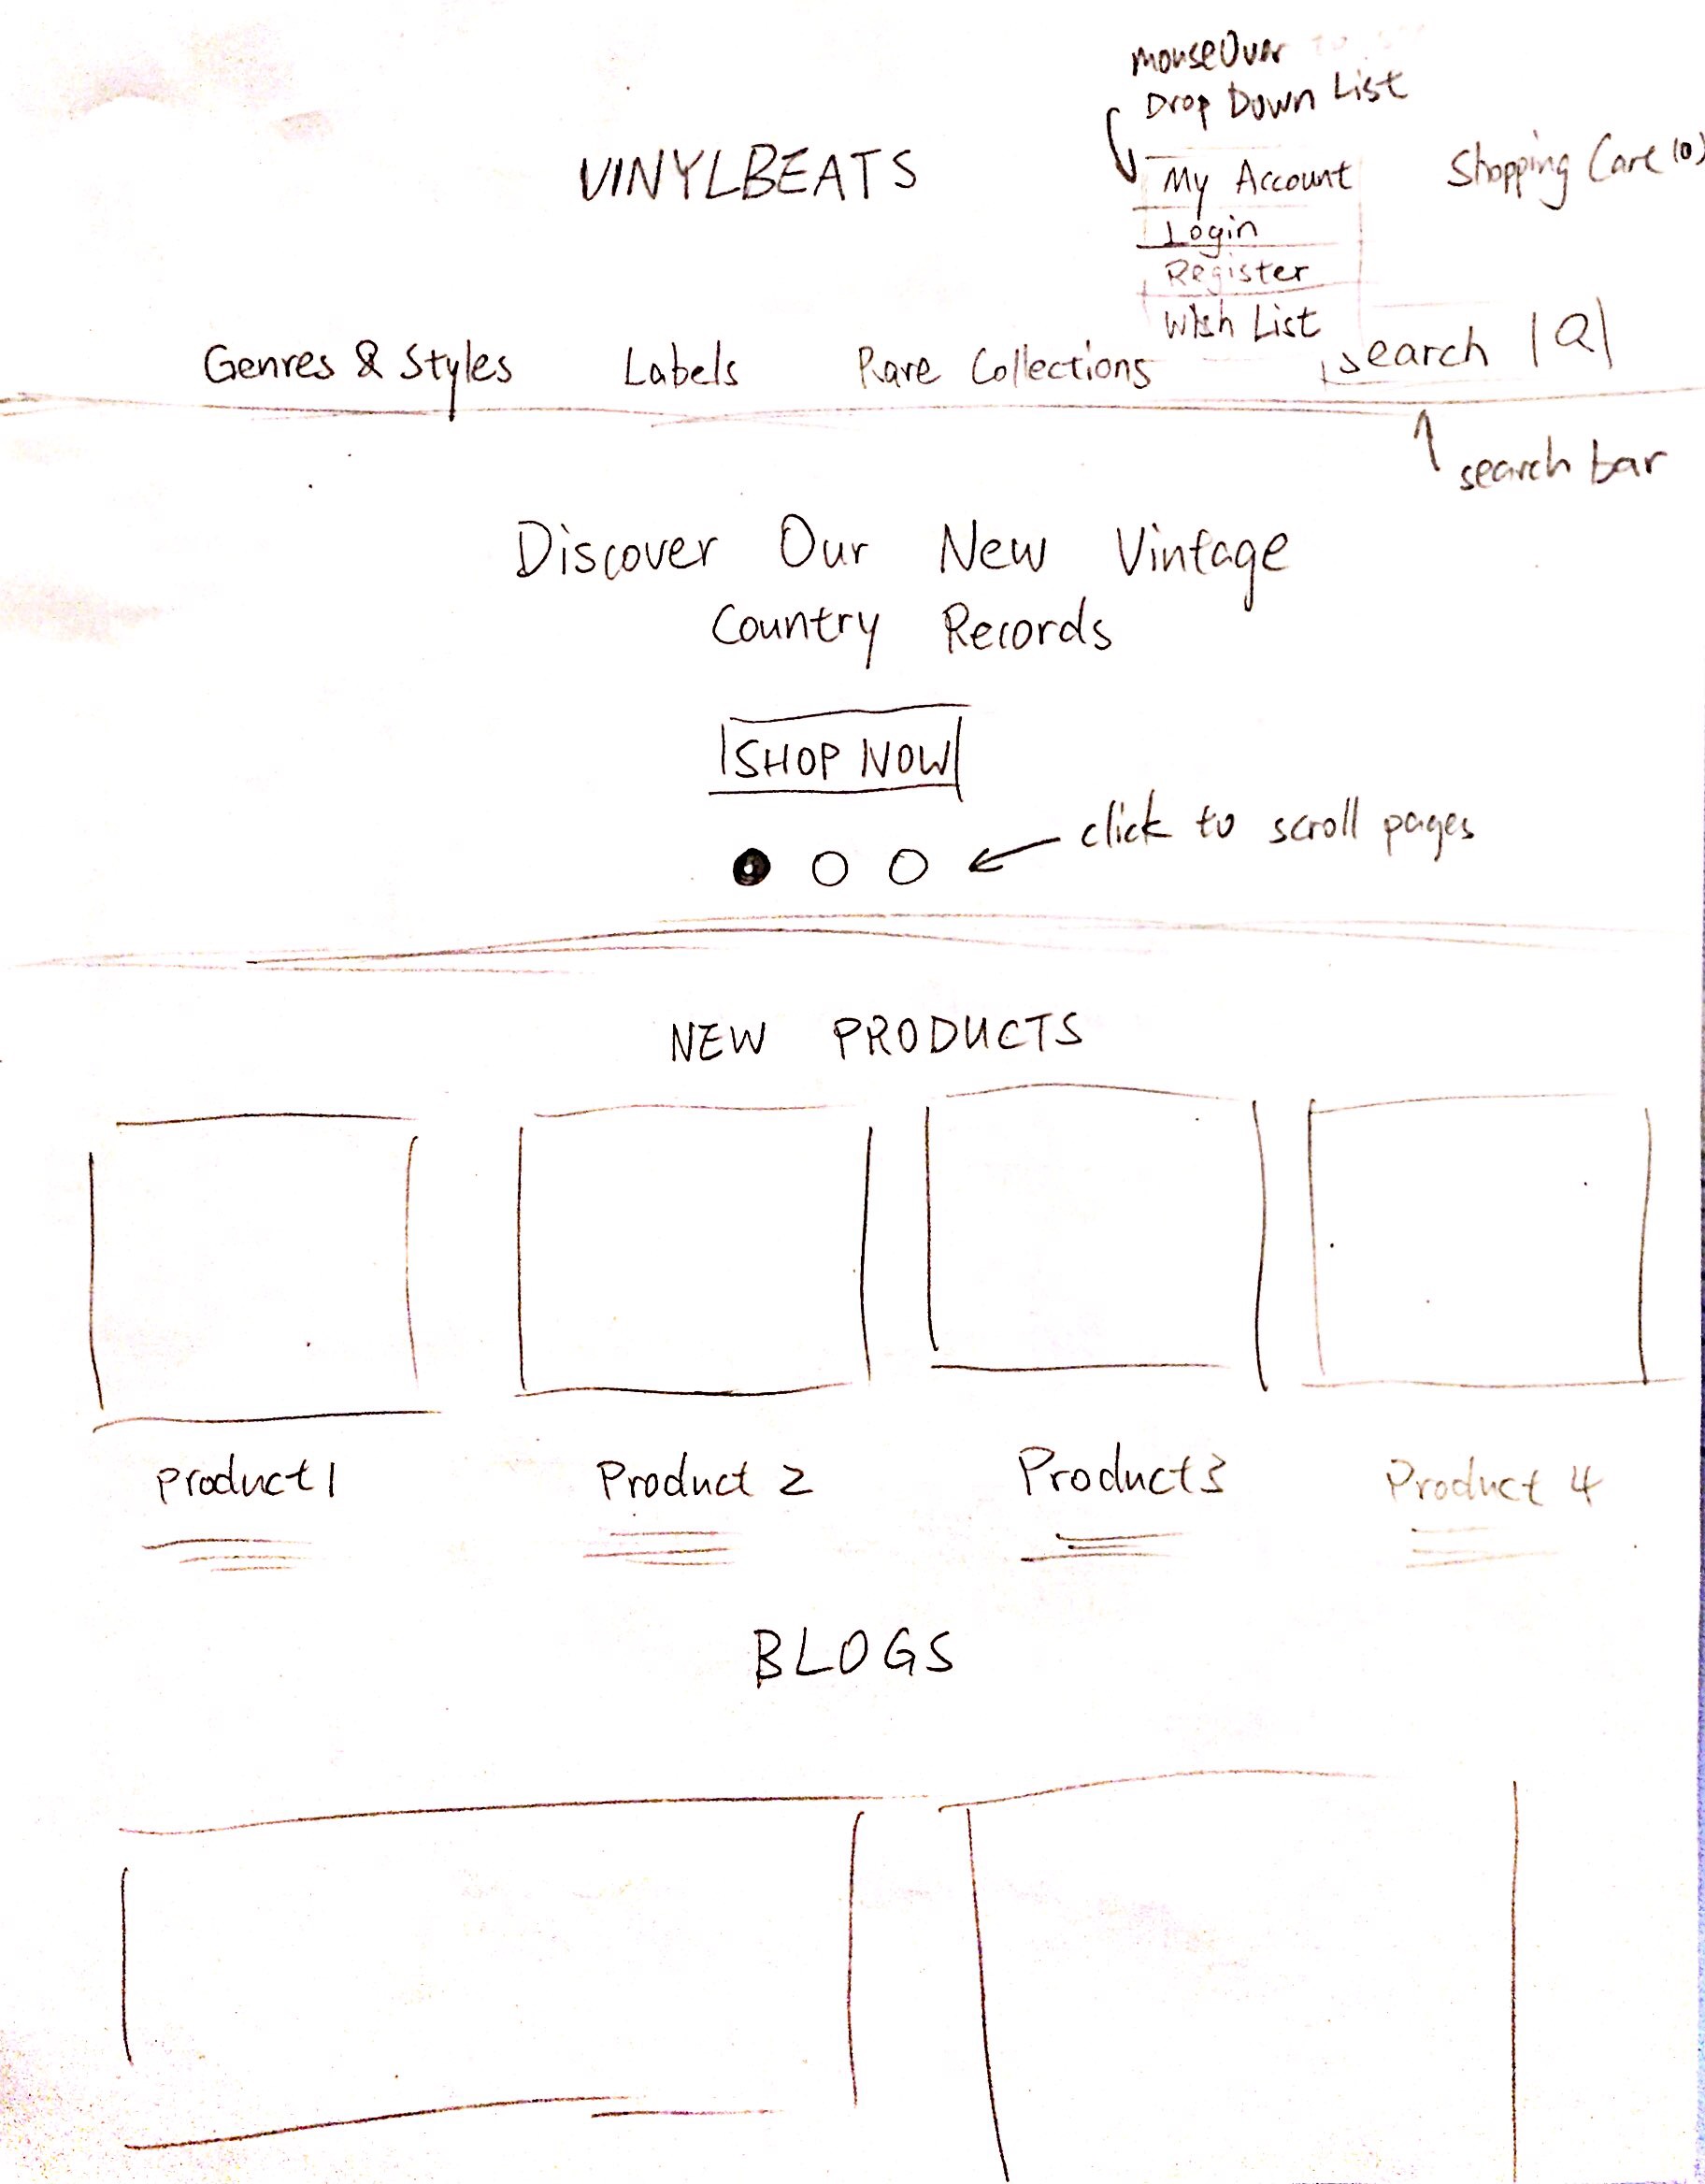 mouseOver
Drop Down List
VINYLBEATS
My Account
Shopping Cart (0)
Login
Register
Wish List
Genres & Styles
Labels
Rare Collections
search
search bar
Discover Our New Vintage
Country Records
SHOP NOW
click to scroll pages
NEW PRODUCTS
Product 1
Product 2
Product 3
Product 4
BLOGS